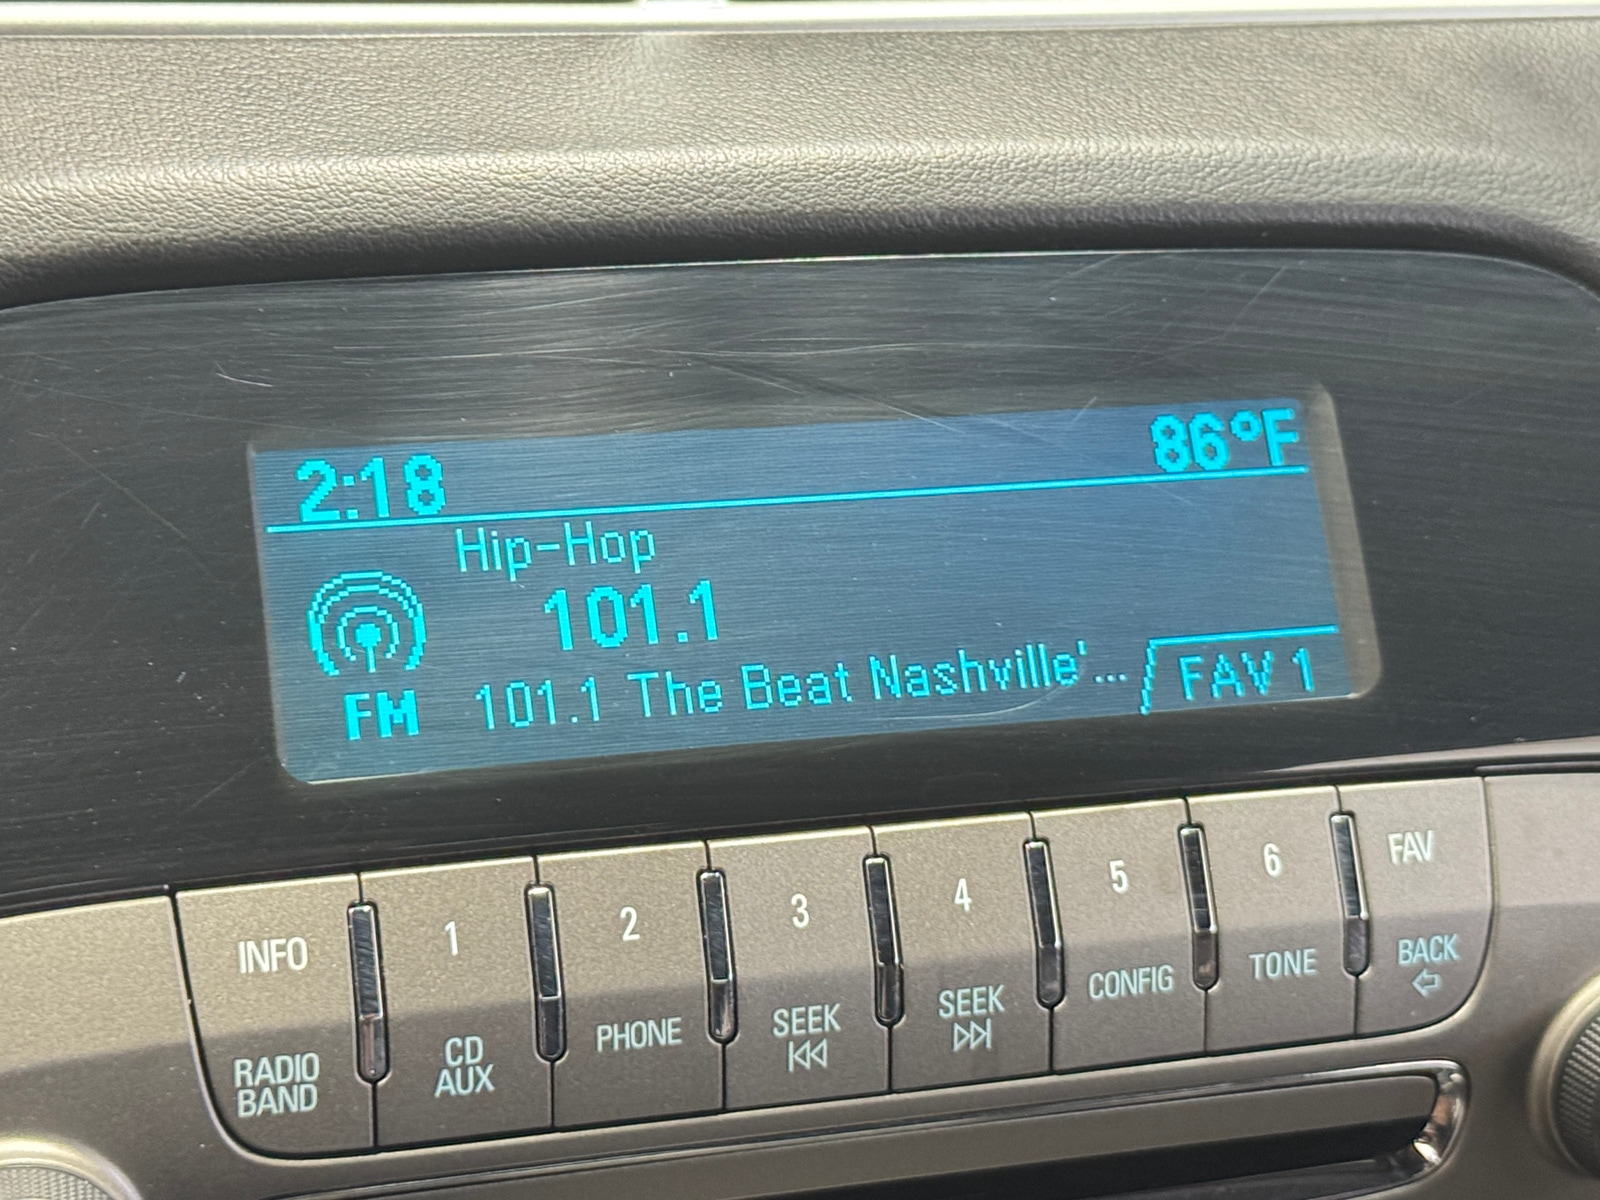 2:18 86°F
Hip-Hop
101.1
FM 101.1 The Beat Nashville'... FAV 1
INFO 1 2 3 4 5 6 FAV
RADIO BAND
CD AUX
PHONE
SEEK
SEEK
CONFIG
TONE
BACK